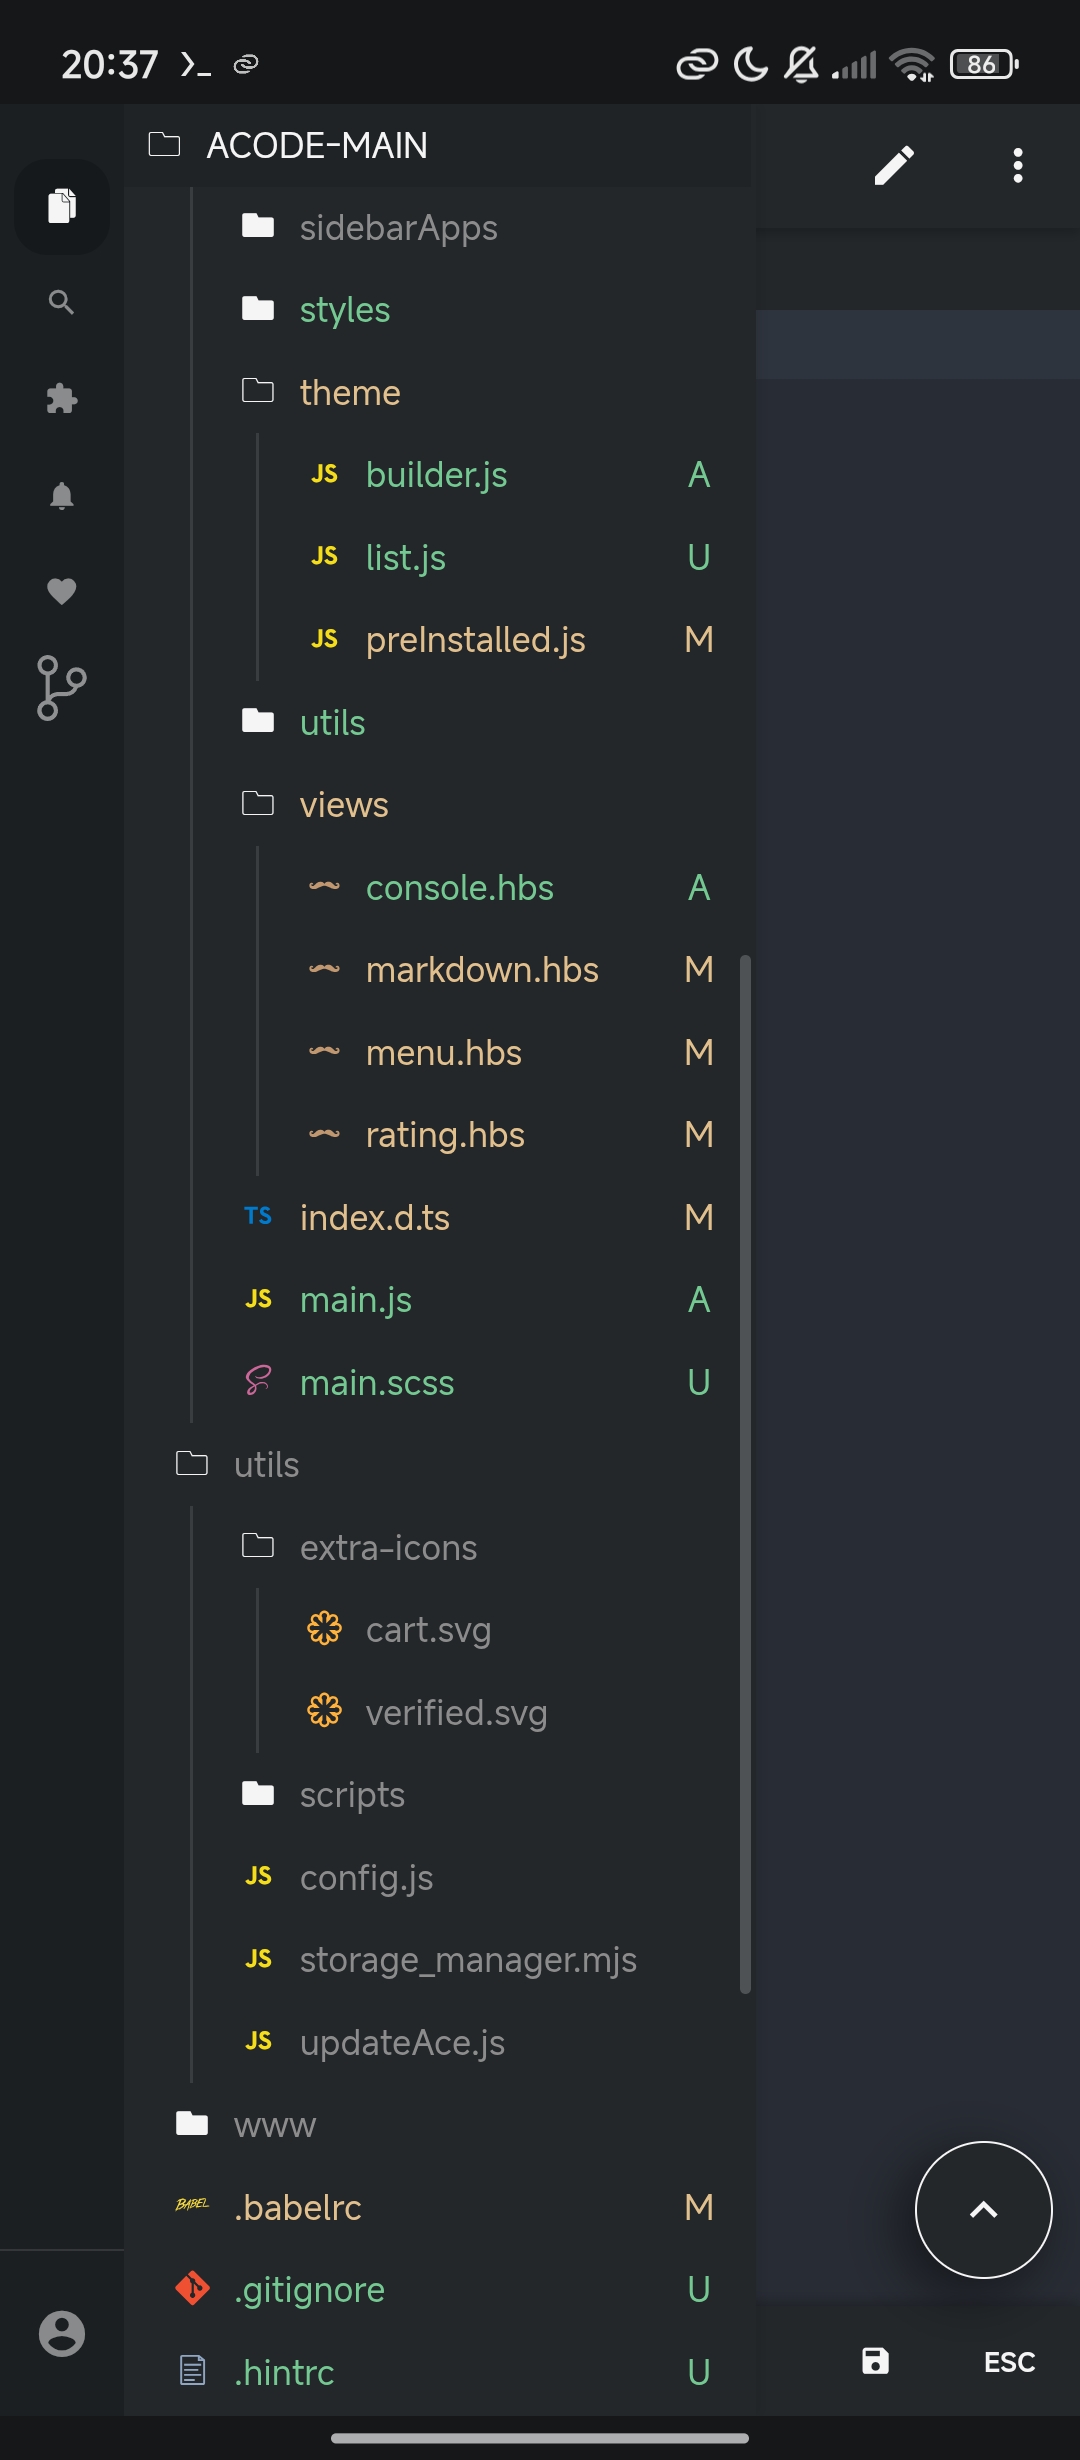 20:37
86
ACODE-MAIN
sidebarApps
styles
theme
JS builder.js A
JS list.js U
JS preInstalled.js M
utils
views
console.hbs A
markdown.hbs M
menu.hbs M
rating.hbs M
TS index.d.ts M
JS main.js A
main.scss U
utils
extra-icons
cart.svg
verified.svg
scripts
JS config.js
JS storage_manager.mjs
JS updateAce.js
www
BABEL .babelrc M
.gitignore U
.hintrc U
ESC